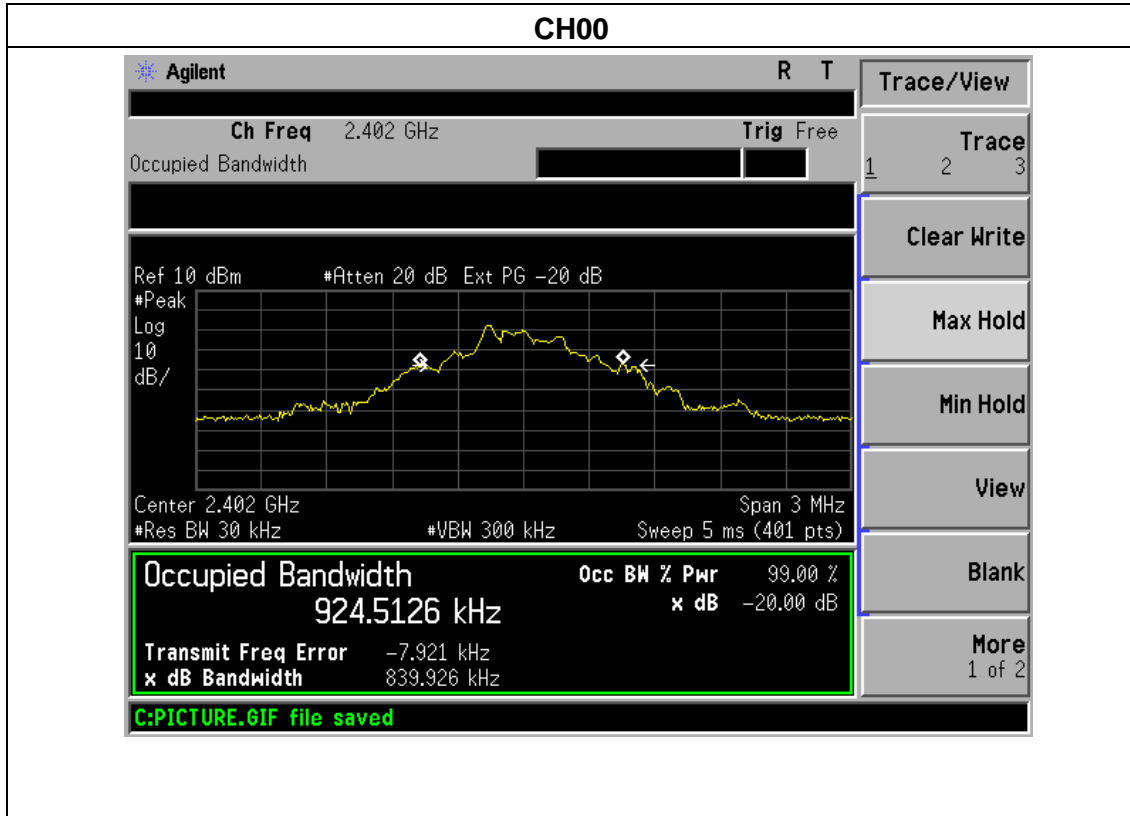 CH00
Agilent R T
Trace/View
Ch Freq 2.402 GHz Trig Free
Occupied Bandwidth
Trace
1 2 3
Clear Write
Ref 10 dBm #Atten 20 dB Ext PG −20 dB
#Peak
Log
10
dB/
Max Hold
Min Hold
View
Center 2.402 GHz Span 3 MHz
#Res BW 30 kHz #VBW 300 kHz Sweep 5 ms (401 pts)
Occupied Bandwidth Occ BW % Pwr 99.00 %
924.5126 kHz x dB −20.00 dB
Blank
Transmit Freq Error −7.921 kHz
x dB Bandwidth 839.926 kHz
More
1 of 2
C:PICTURE.GIF file saved